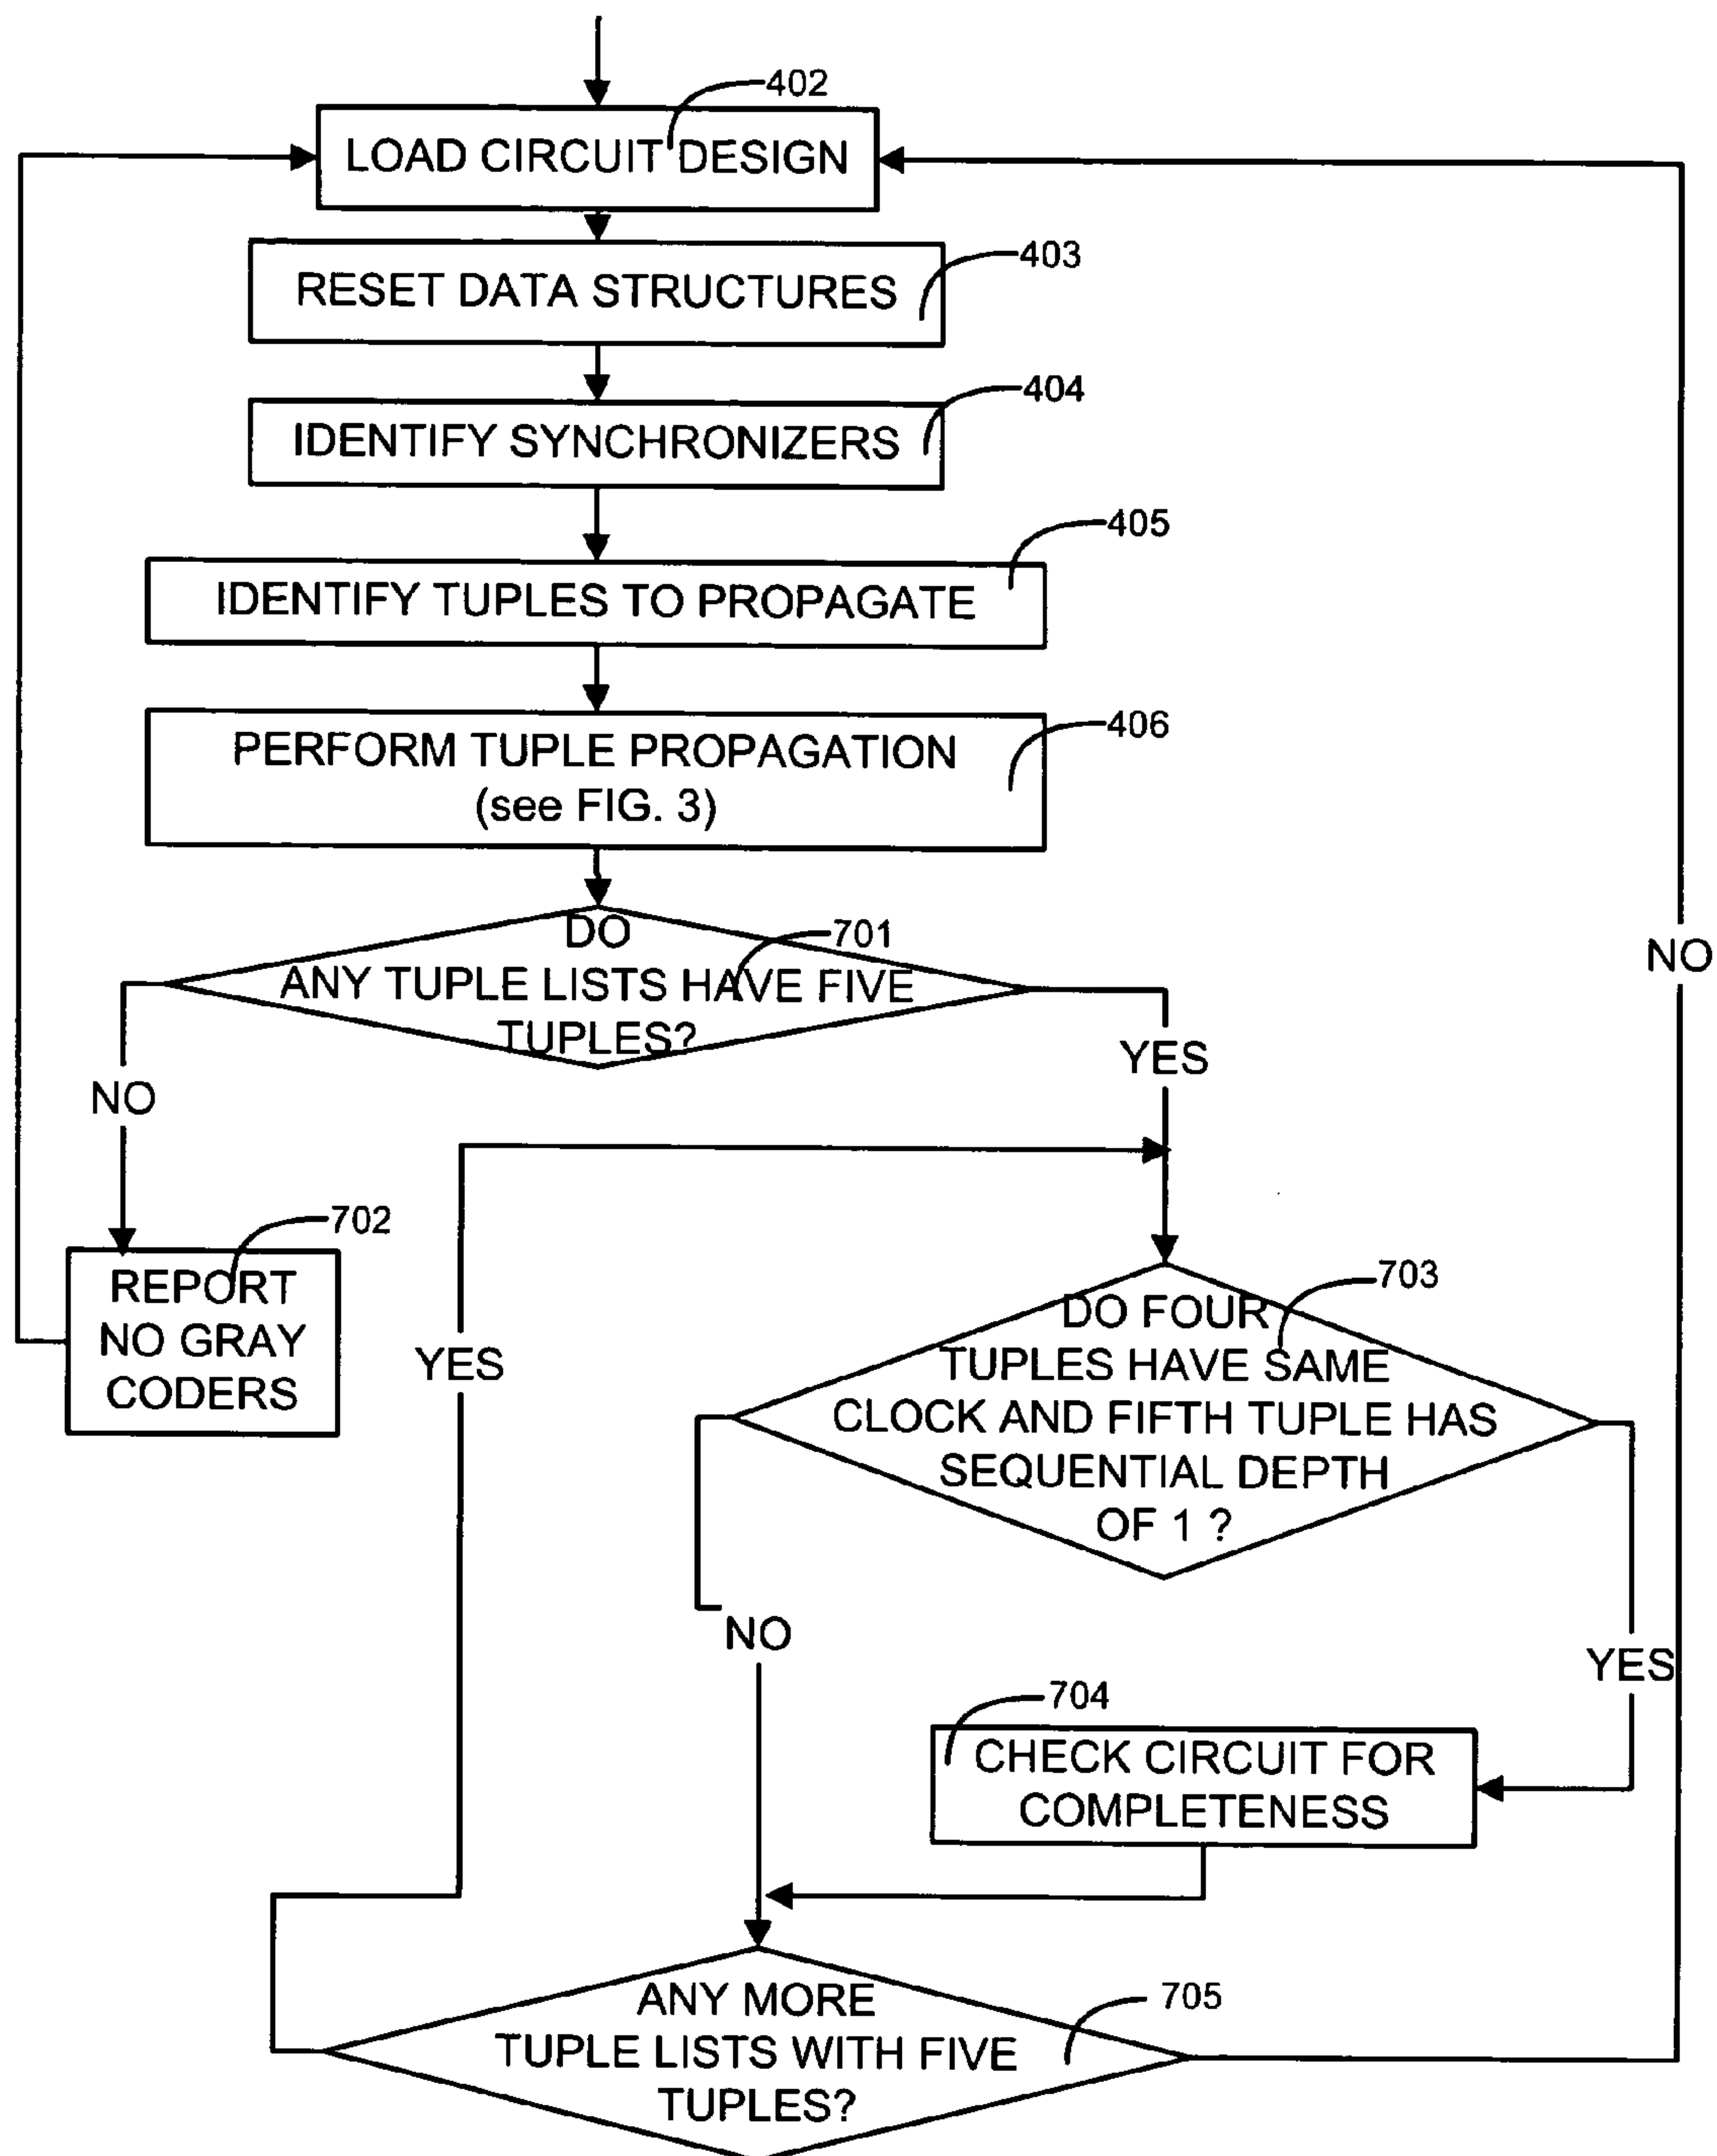 402
LOAD CIRCUIT DESIGN
403
RESET DATA STRUCTURES
404
IDENTIFY SYNCHRONIZERS
405
IDENTIFY TUPLES TO PROPAGATE
406
PERFORM TUPLE PROPAGATION
(see FIG. 3)
701
DO
ANY TUPLE LISTS HAVE FIVE
TUPLES?
NO
YES
NO
702
REPORT
NO GRAY
CODERS
YES
703
DO FOUR
TUPLES HAVE SAME
CLOCK AND FIFTH TUPLE HAS
SEQUENTIAL DEPTH
OF 1 ?
NO
YES
704
CHECK CIRCUIT FOR
COMPLETENESS
705
ANY MORE
TUPLE LISTS WITH FIVE
TUPLES?